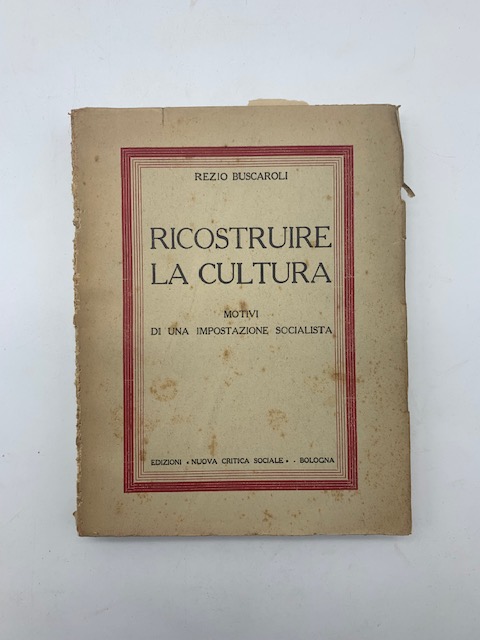 REZIO BUSCAROLI
RICOSTRUIRE
LA CULTURA
MOTIVI
DI UNA IMPOSTAZIONE SOCIALISTA
EDIZIONI • NUOVA CRITICA SOCIALE • - BOLOGNA